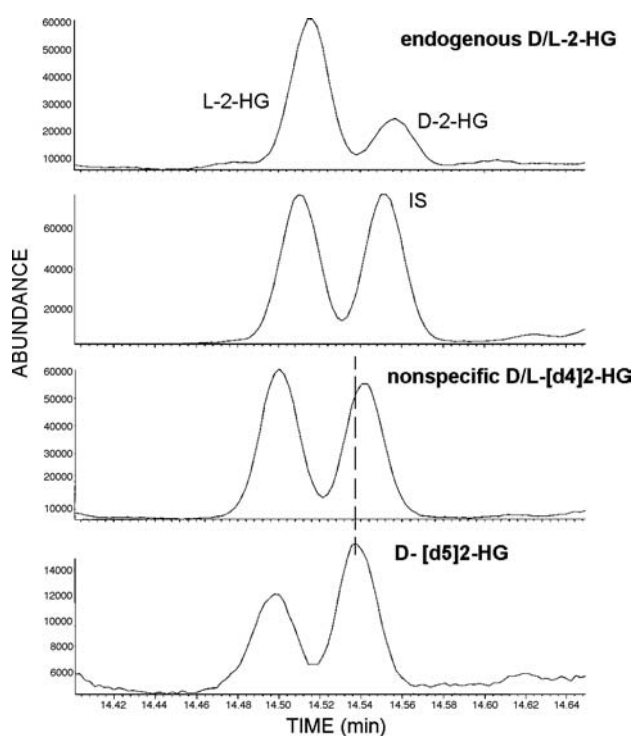 60000
50000
40000
30000
20000
10000
endogenous D/L-2-HG
L-2-HG
D-2-HG
ABUNDANCE
60000
40000
20000
IS
60000
50000
40000
30000
20000
10000
nonspecific D/L-[d4]2-HG
14000
12000
10000
8000
6000
D- [d5]2-HG
14.42 14.44 14.46 14.48 14.50 14.52 14.54 14.56 14.58 14.60 14.62 14.64
TIME (min)